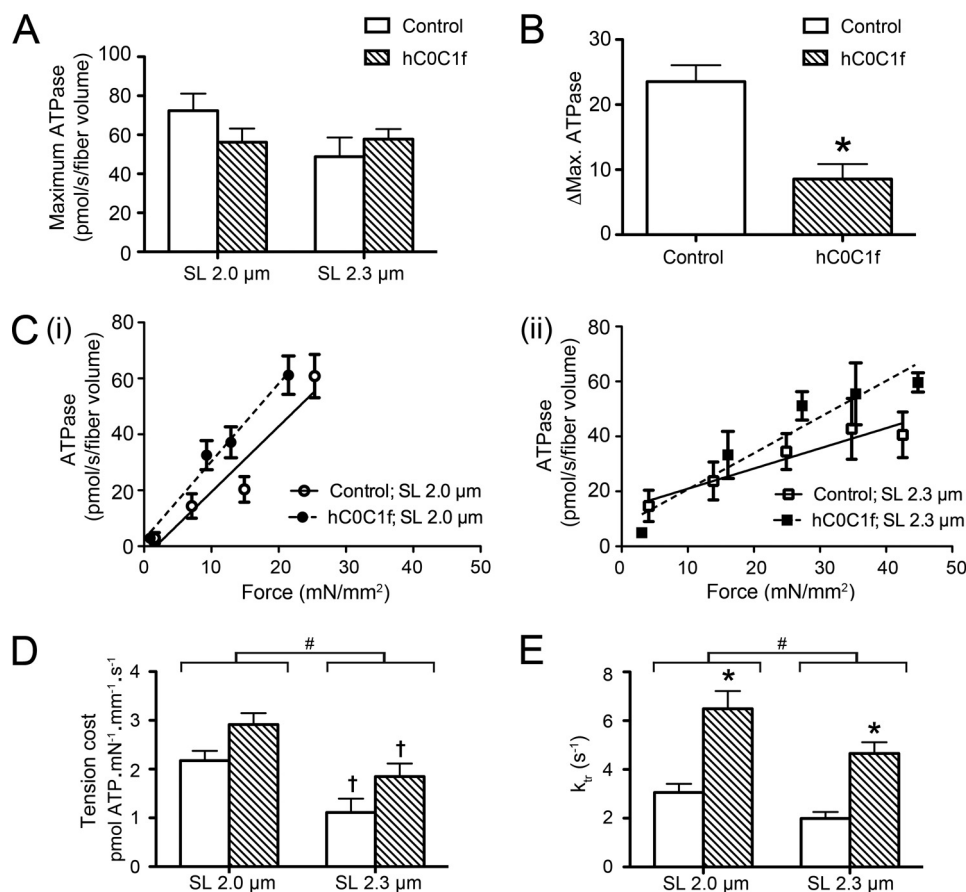 A
Control
hC0C1f
Maximum ATPase
(pmol/s/fiber volume)
100
80
60
40
60
20
0
SL 2.0 µm
SL 2.3 µm
B
Control
hC0C1f
ΔMax. ATPase
30
20
10
0
Control
hC0C1f
C (i)
ATPase
(pmol/s/fiber volume)
80
60
40
20
0
Control; SL 2.0 µm
hC0C1f; SL 2.0 µm
0 10 20 30 40 50
Force (mN/mm²)
(ii)
ATPase
(pmol/s/fiber volume)
80
60
40
20
0
Control; SL 2.3 µm
hC0C1f; SL 2.3 µm
0 10 20 30 40 50
Force (mN/mm²)
D
#
Tension cost
pmol ATP.mN⁻¹.mm⁻¹.s⁻¹
4
3
2
1
0
† †
SL 2.0 µm
SL 2.3 µm
E
#
ktr (s⁻¹)
8
6
4
2
0
* *
SL 2.0 µm
SL 2.3 µm